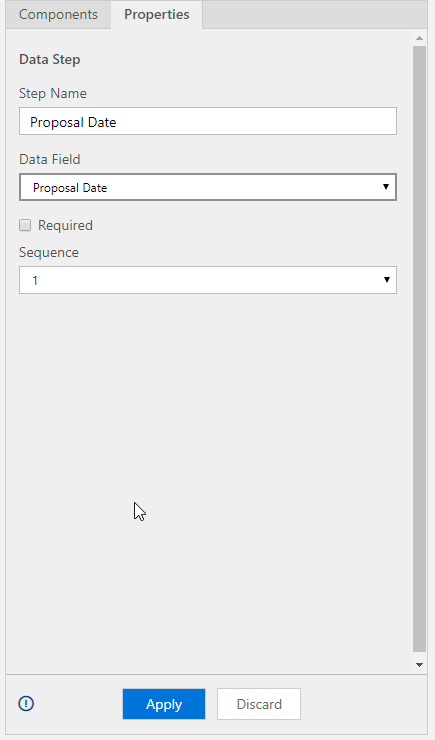 Components Properties
Data Step
Step Name
Proposal Date
Data Field
Proposal Date
Required
Sequence
1
Apply Discard